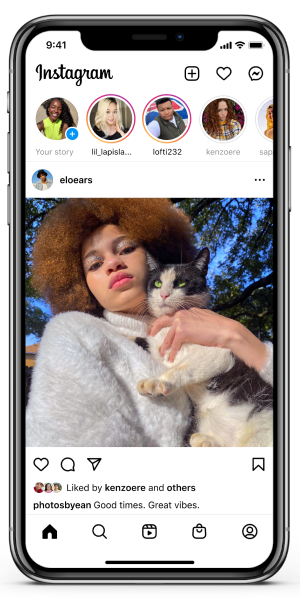 9:41
Instagram
Your story
lil_lapisla...
lofti232
kenzoere
sap
eloears
Liked by kenzoere and others
photosbyean Good times. Great vibes.